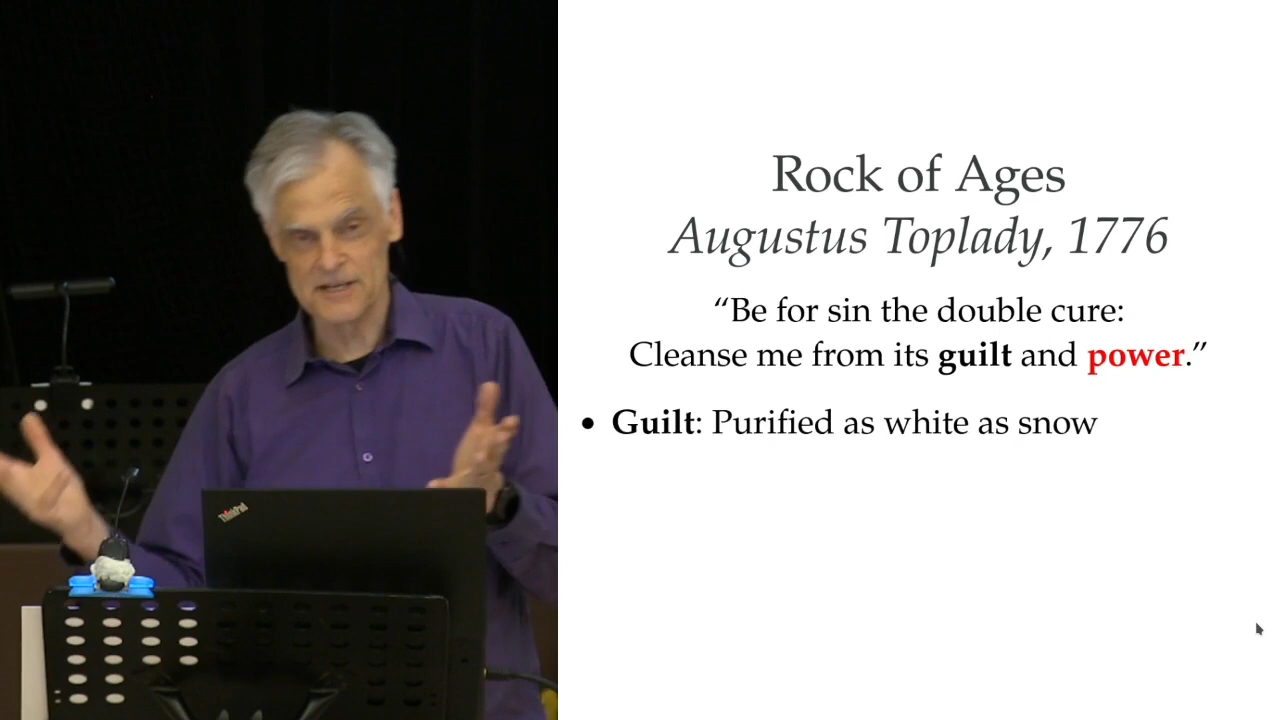 Rock of Ages
Augustus Toplady, 1776
“Be for sin the double cure:
Cleanse me from its guilt and power.”
• Guilt: Purified as white as snow
ThinkPad